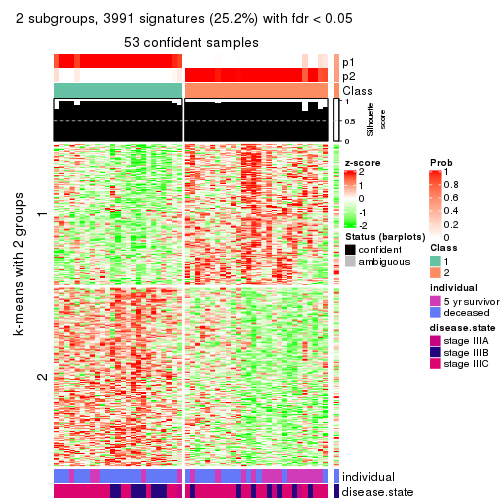 2 subgroups, 3991 signatures (25.2%) with fdr < 0.05
53 confident samples
p1
p2
Class
1
0.5
0
Silhouette
score
k-means with 2 groups
1
2
z-score
2
1
0
-1
-2
Status (barplots)
confident
ambiguous
Prob
1
0.8
0.6
0.4
0.2
0
Class
1
2
individual
5 yr survivor
deceased
disease.state
stage IIIA
stage IIIB
stage IIIC
individual
disease.state